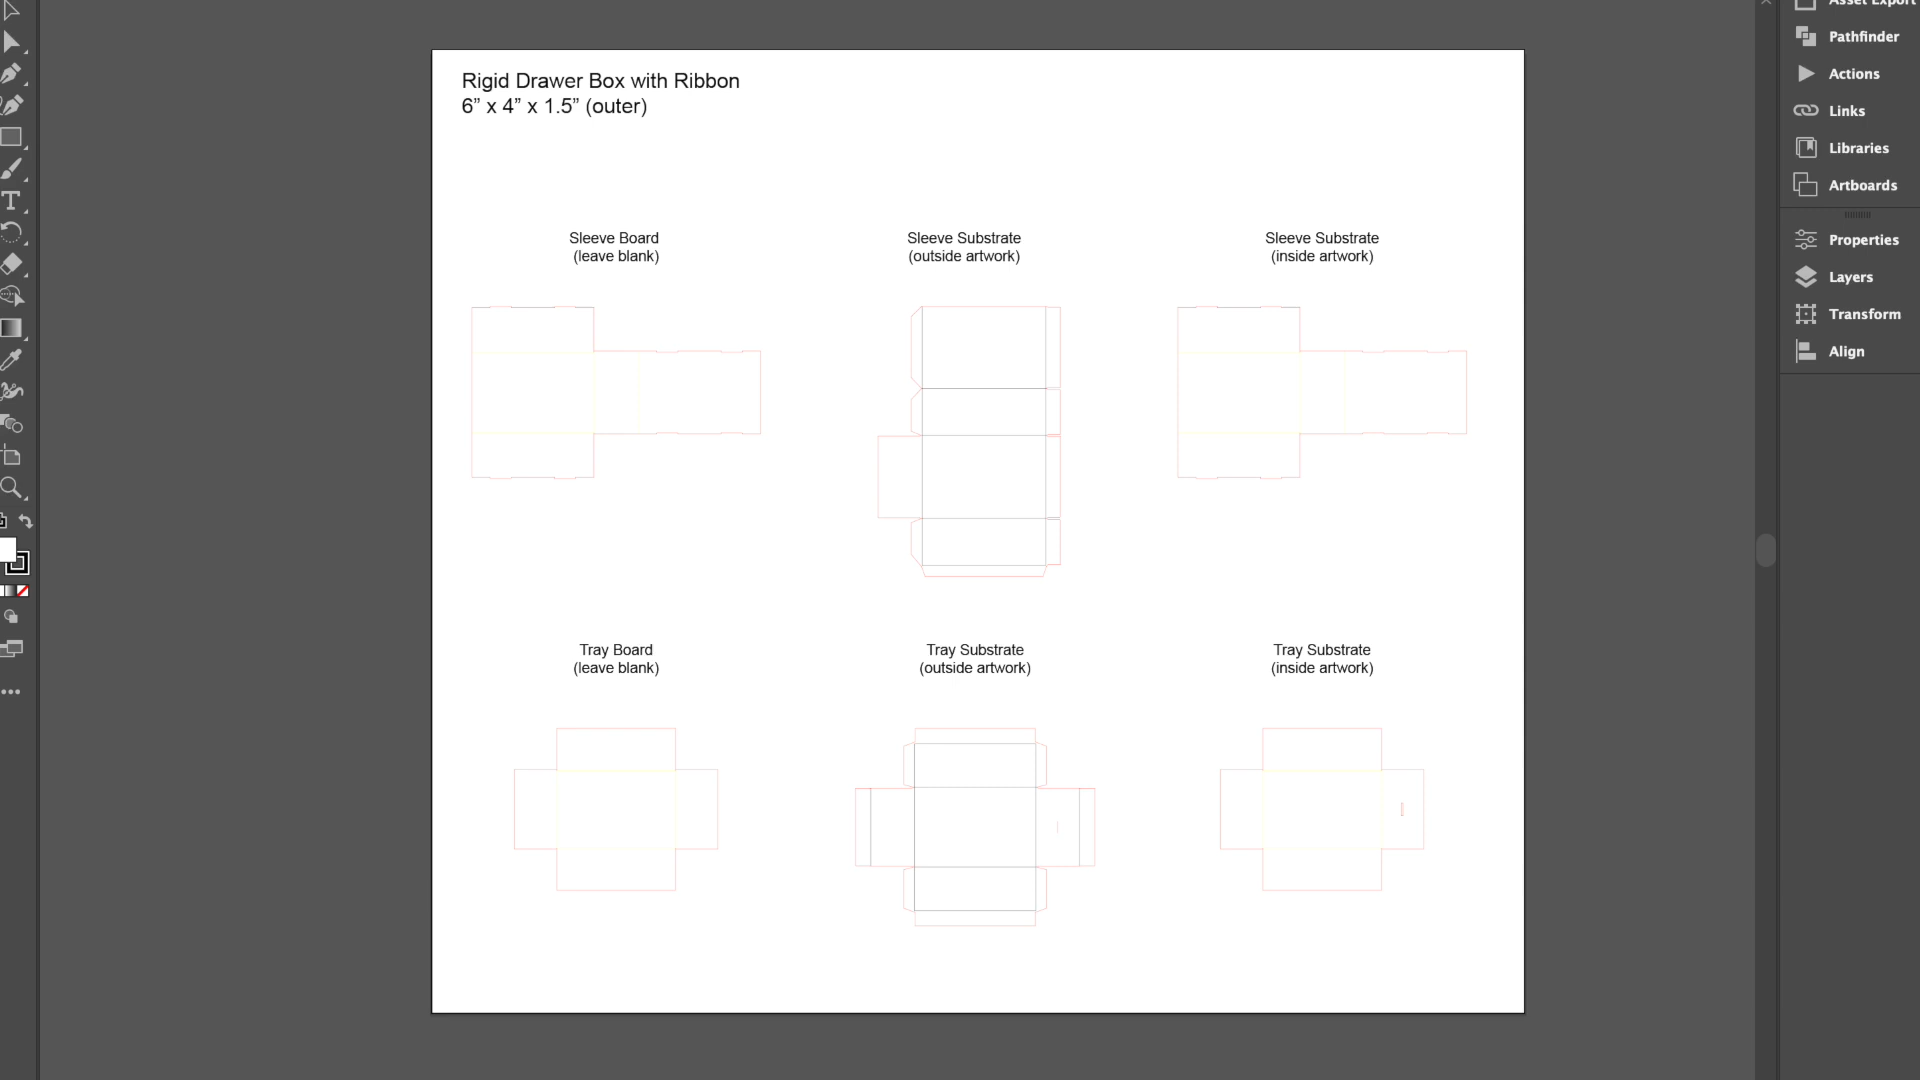 Asset Export
Pathfinder
Actions
Links
Libraries
Artboards
Properties
Layers
Transform
Align
Rigid Drawer Box with Ribbon
6” x 4” x 1.5” (outer)
Sleeve Board
(leave blank)
Sleeve Substrate
(outside artwork)
Sleeve Substrate
(inside artwork)
Tray Board
(leave blank)
Tray Substrate
(outside artwork)
Tray Substrate
(inside artwork)